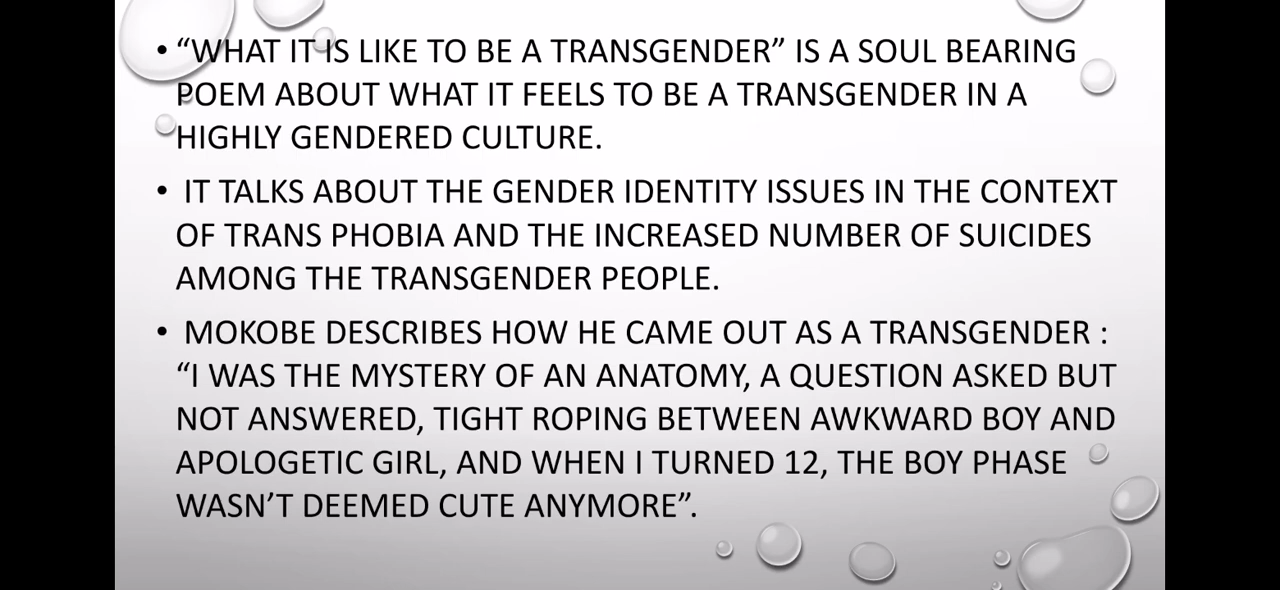 • “WHAT IT IS LIKE TO BE A TRANSGENDER” IS A SOUL BEARING
POEM ABOUT WHAT IT FEELS TO BE A TRANSGENDER IN A
HIGHLY GENDERED CULTURE.
• IT TALKS ABOUT THE GENDER IDENTITY ISSUES IN THE CONTEXT
OF TRANS PHOBIA AND THE INCREASED NUMBER OF SUICIDES
AMONG THE TRANSGENDER PEOPLE.
• MOKOBE DESCRIBES HOW HE CAME OUT AS A TRANSGENDER :
“I WAS THE MYSTERY OF AN ANATOMY, A QUESTION ASKED BUT
NOT ANSWERED, TIGHT ROPING BETWEEN AWKWARD BOY AND
APOLOGETIC GIRL, AND WHEN I TURNED 12, THE BOY PHASE
WASN’T DEEMED CUTE ANYMORE”.